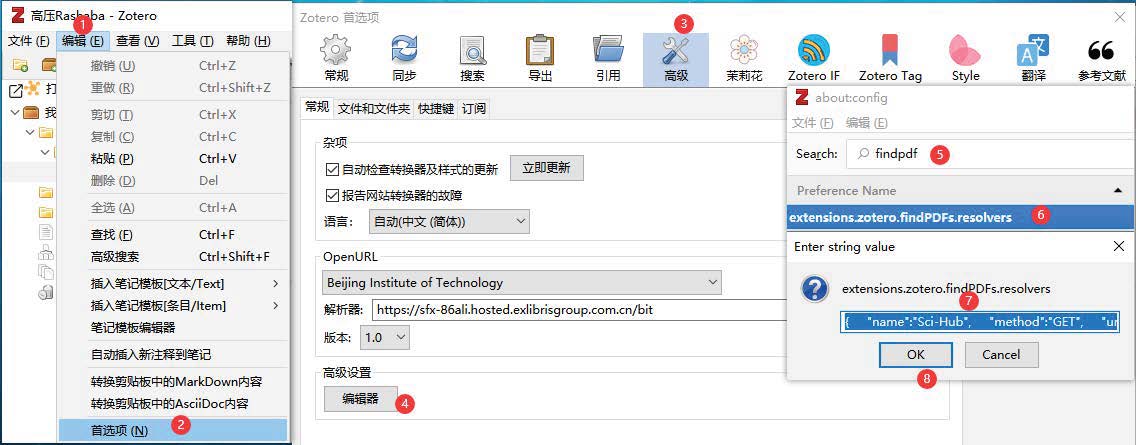 高压Rashaba - Zotero
1
文件 (F) 编辑 (E) 查看 (V) 工具 (T) 帮助 (H)
撤销 (U) Ctrl+Z
重做 (R) Ctrl+Shift+Z
剪切 (T) Ctrl+X
复制 (C) Ctrl+C
粘贴 (P) Ctrl+V
删除 (D) Del
全选 (A) Ctrl+A
查找 (F) Ctrl+F
高级搜索 Ctrl+Shift+F
插入笔记模板[文本/Text]
插入笔记模板[条目/Item]
笔记模板编辑器
自动插入新注释到笔记
转换剪贴板中的MarkDown内容
转换剪贴板中的AsciiDoc内容
首选项 (N) 2
打
我
Zotero 首选项
3
常规 同步 搜索 导出 引用 高级 茉莉花 Zotero IF Zotero Tag Style 翻译 参考文献
常规 文件和文件夹 快捷键 订阅
杂项
自动检查转换器及样式的更新 立即更新
报告网站转换器的故障
语言： 自动(中文 (简体))
OpenURL
Beijing Institute of Technology
解析器: https://sfx-86ali.hosted.exlibrisgroup.com.cn/bit
版本: 1.0
高级设置
编辑器 4
about:config
文件 (F) 编辑 (E)
Search: findpdf 5
Preference Name
extensions.zotero.findPDFs.resolvers 6
Enter string value
extensions.zotero.findPDFs.resolvers
7
{ "name":"Sci-Hub", "method":"GET", "ur
OK Cancel
8